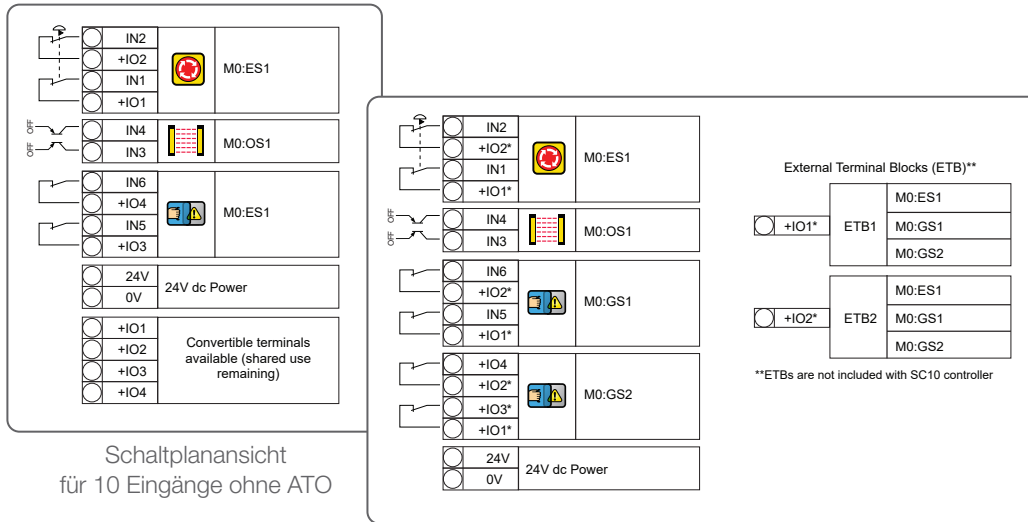 IN2
+IO2
IN1
+IO1
M0:ES1
OFF
OFF
IN4
IN3
M0:OS1
IN6
+IO4
IN5
+IO3
M0:ES1
24V
0V
24V dc Power
+IO1
+IO2
+IO3
+IO4
Convertible terminals
available (shared use
remaining)
Schaltplanansicht
für 10 Eingänge ohne ATO
IN2
+IO2*
IN1
+IO1*
M0:ES1
OFF
OFF
IN4
IN3
M0:OS1
IN6
+IO2*
IN5
+IO1*
M0:GS1
+IO4
+IO2*
+IO3*
+IO1*
M0:GS2
24V
0V
24V dc Power
External Terminal Blocks (ETB)**
+IO1*
ETB1
M0:ES1
M0:GS1
M0:GS2
+IO2*
ETB2
M0:ES1
M0:GS1
M0:GS2
**ETBs are not included with SC10 controller